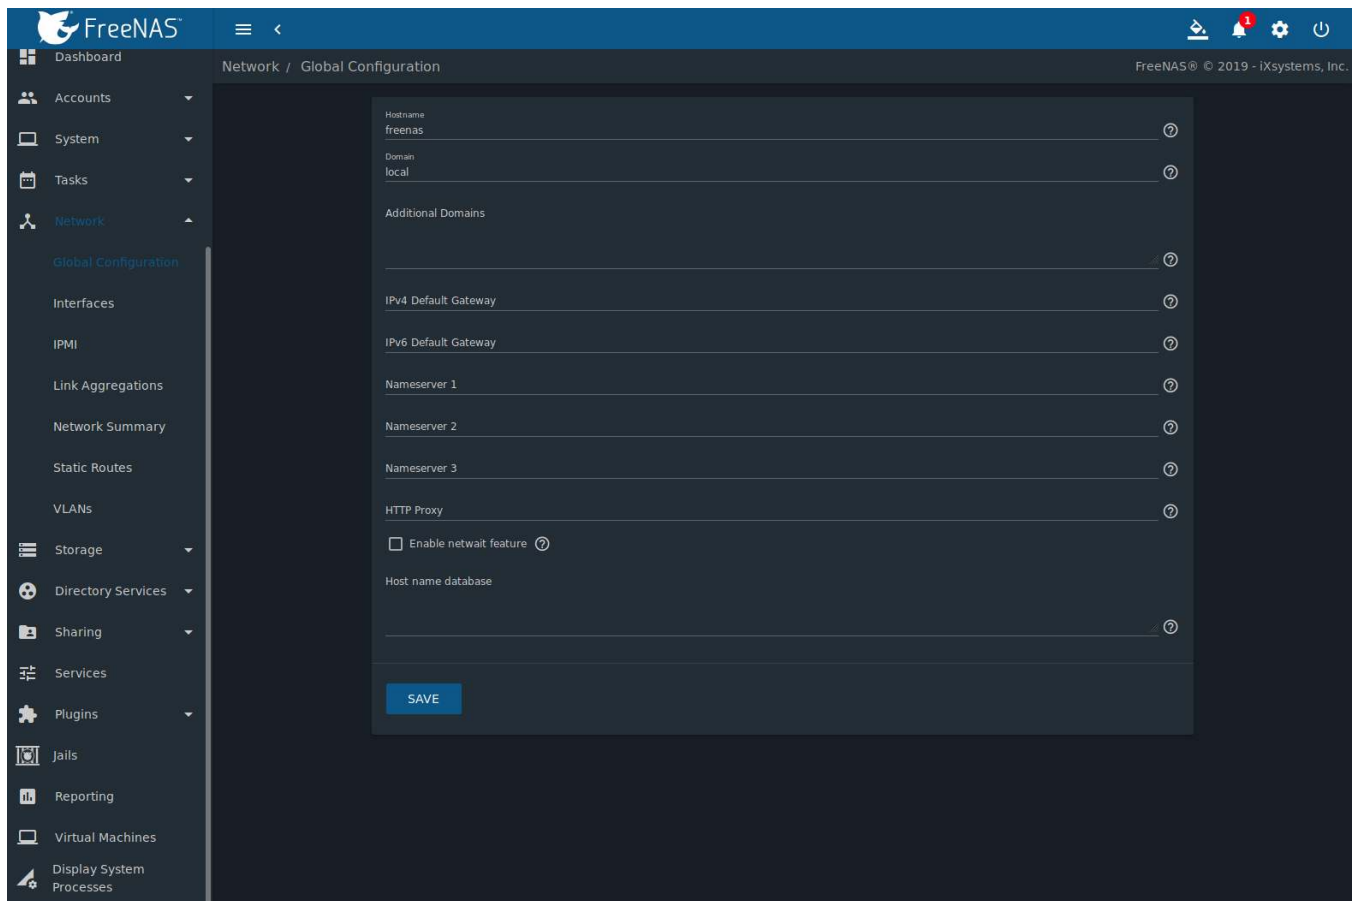 FreeNAS™
1
Network / Global Configuration
FreeNAS® © 2019 - iXsystems, Inc.
Dashboard
Accounts
System
Tasks
Network
Global Configuration
Interfaces
IPMI
Link Aggregations
Network Summary
Static Routes
VLANs
Storage
Directory Services
Sharing
Services
Plugins
Jails
Reporting
Virtual Machines
Display System
Processes
Hostname
freenas
Domain
local
Additional Domains
IPv4 Default Gateway
IPv6 Default Gateway
Nameserver 1
Nameserver 2
Nameserver 3
HTTP Proxy
Enable netwait feature
Host name database
SAVE